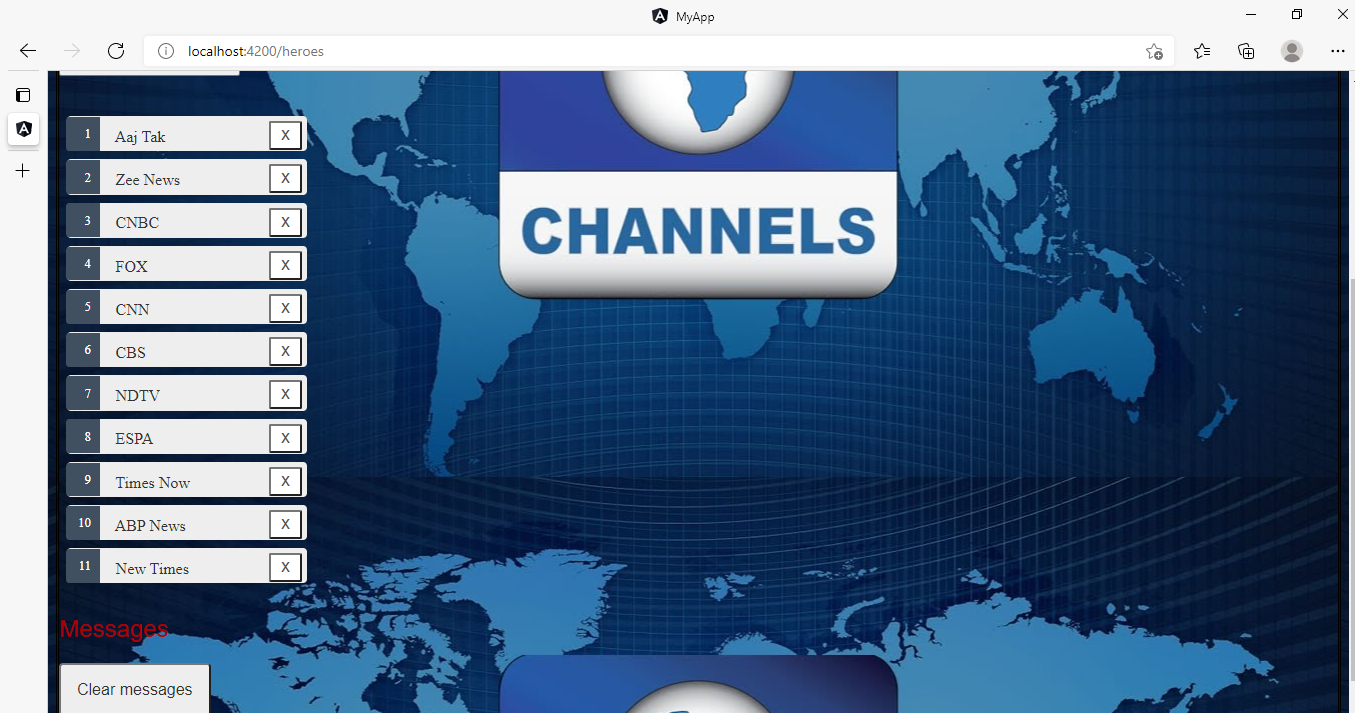 MyApp
localhost:4200/heroes
1 Aaj Tak X
2 Zee News X
3 CNBC X
4 FOX X
5 CNN X
6 CBS X
7 NDTV X
8 ESPA X
9 Times Now X
10 ABP News X
11 New Times X
CHANNELS
Messages
Clear messages